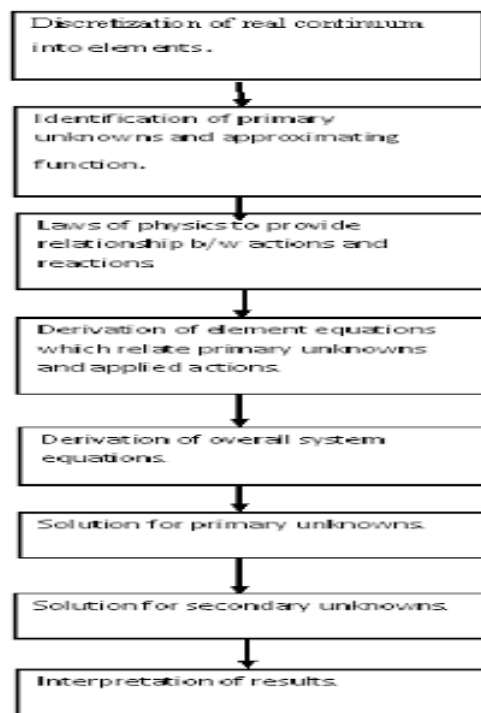 Discretization of real continuum
into elements.
Identification of primary
unknowns and approximating
function.
Laws of physics to provide
relationship b/w actions and
reactions
Derivation of element equations
which relate primary unknowns
and applied actions.
Derivation of overall system
equations.
Solution for primary unknowns.
Solution for secondary unknowns.
Interpretation of results.